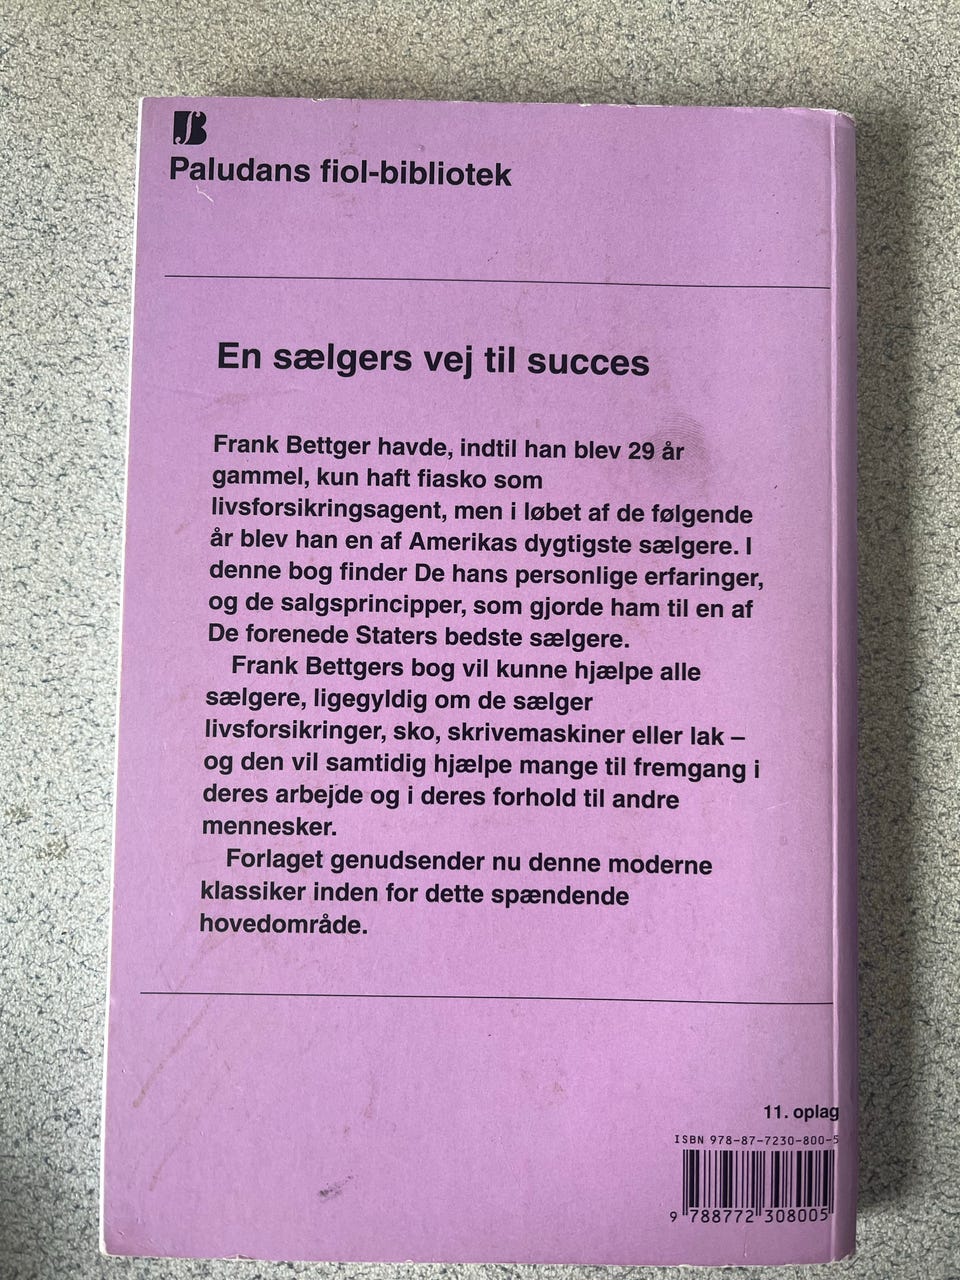 Paludans fiol-bibliotek
En sælgers vej til succes
Frank Bettger havde, indtil han blev 29 år
gammel, kun haft fiasko som
livsforsikringsagent, men i løbet af de følgende
år blev han en af Amerikas dygtigste sælgere. I
denne bog finder De hans personlige erfaringer,
og de salgsprincipper, som gjorde ham til en af
De forenede Staters bedste sælgere.
Frank Bettgers bog vil kunne hjælpe alle
sælgere, ligegyldig om de sælger
livsforsikringer, sko, skrivemaskiner eller lak –
og den vil samtidig hjælpe mange til fremgang i
deres arbejde og i deres forhold til andre
mennesker.
Forlaget genudsender nu denne moderne
klassiker inden for dette spændende
hovedområde.
11. oplag
ISBN 978-87-7230-800-5
9 788772 308005